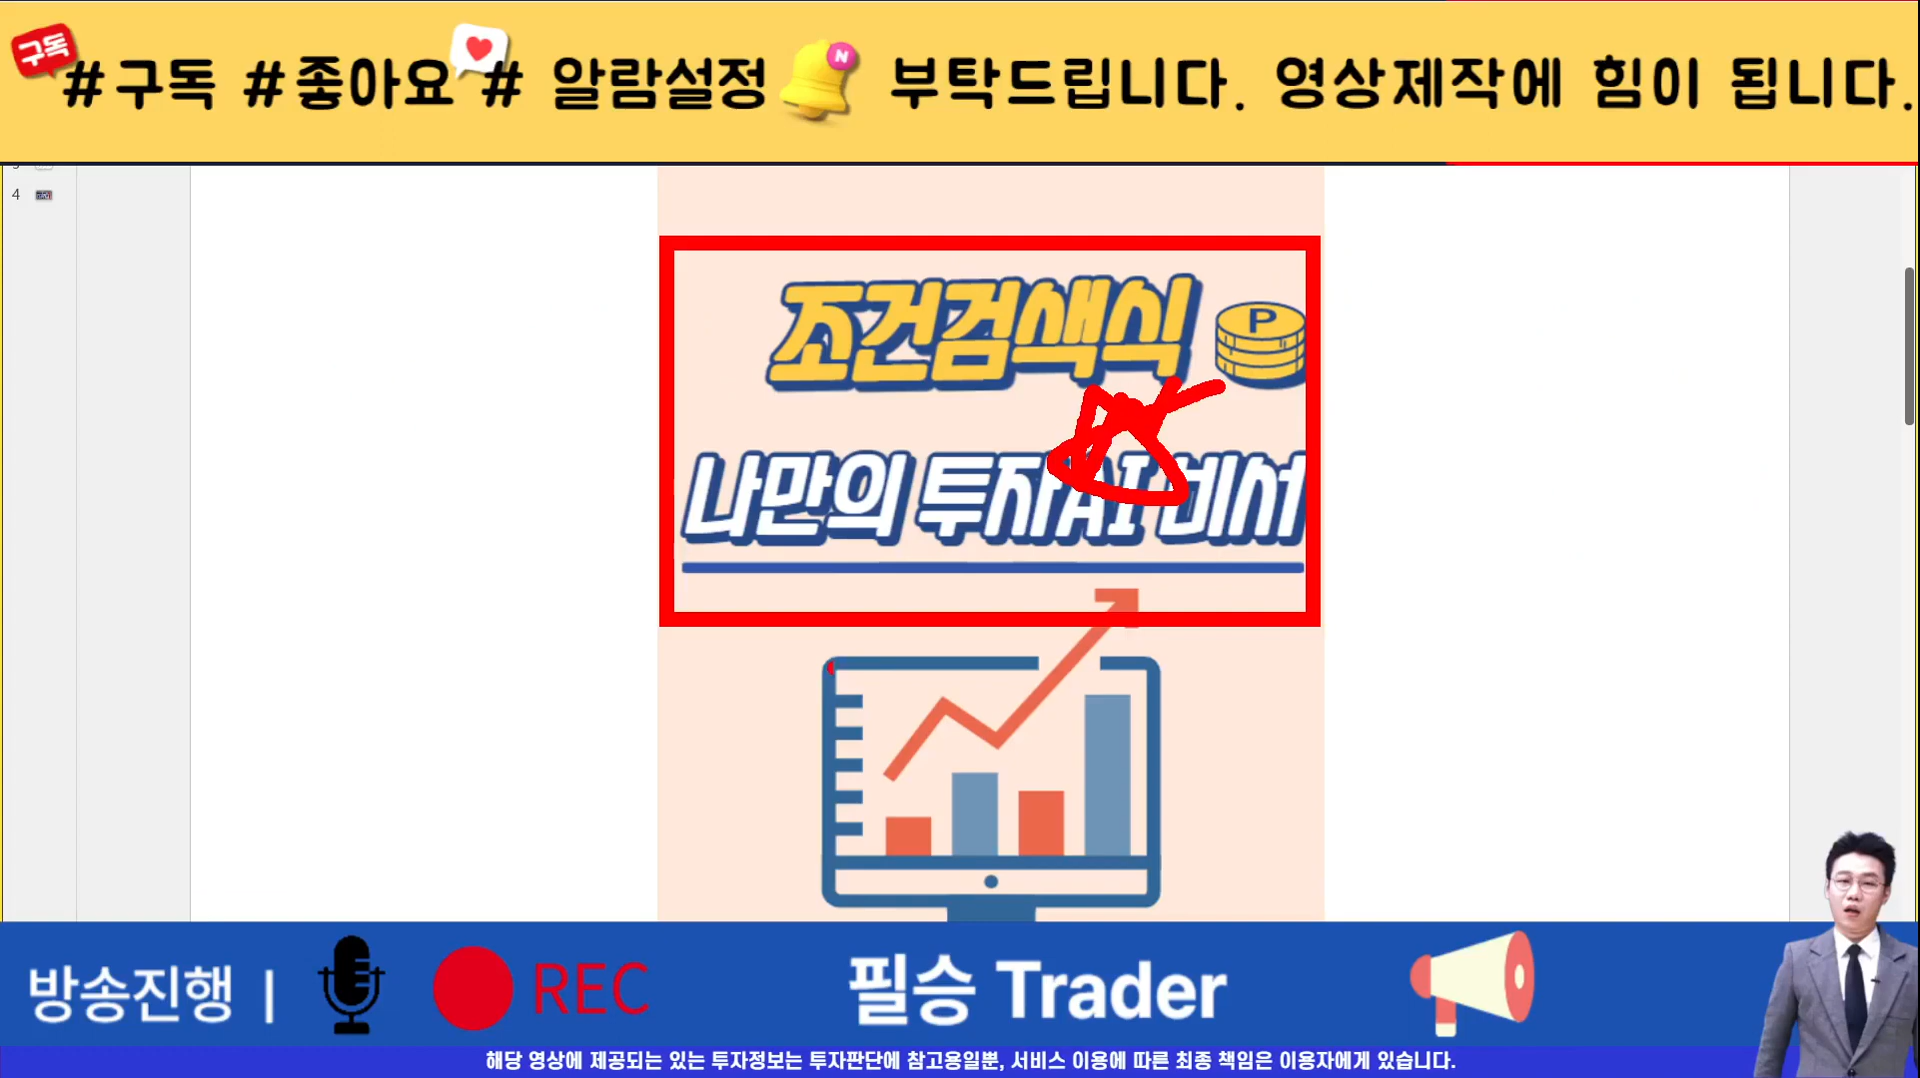 구독
#구독 #좋아요 # 알람설정 N 부탁드립니다. 영상제작에 힘이 됩니다.
4
조건검색식
P
나만의 투자AI 비서
방송진행 | REC 필승 Trader
해당 영상에 제공되는 있는 투자정보는 투자판단에 참고용일뿐, 서비스 이용에 따른 최종 책임은 이용자에게 있습니다.